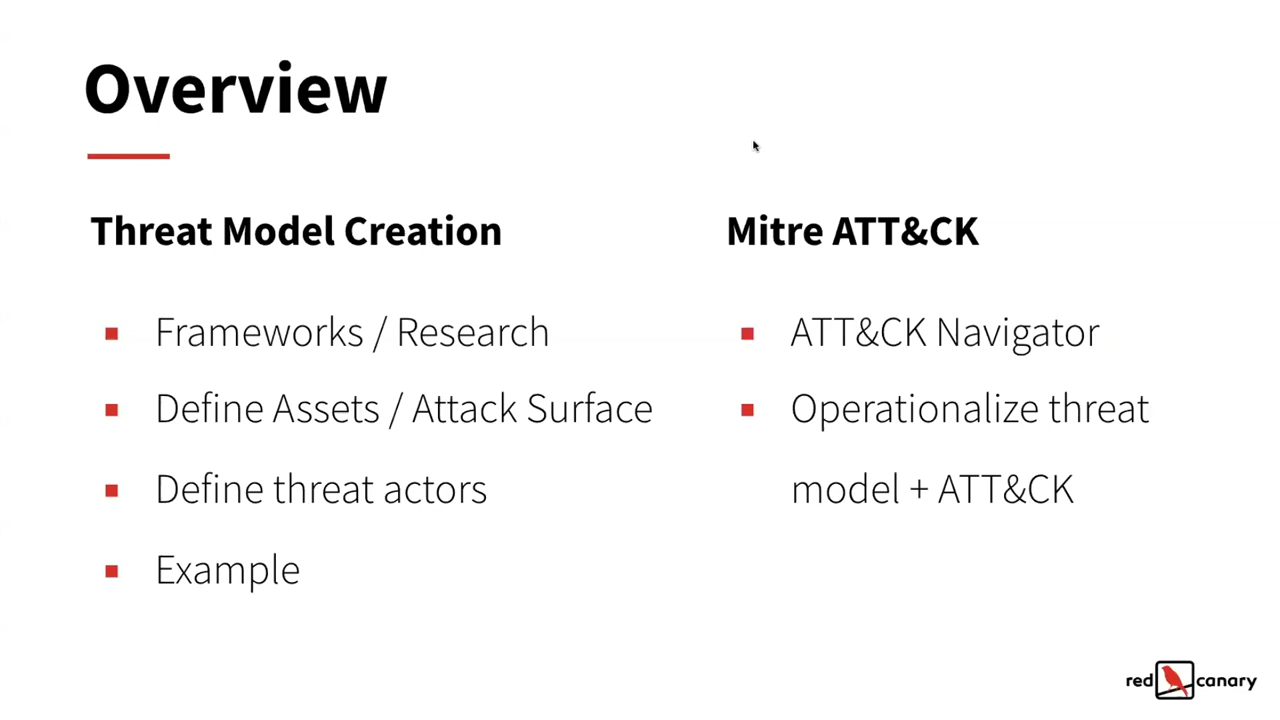 Overview
Threat Model Creation
Frameworks / Research
Define Assets / Attack Surface
Define threat actors
Example
Mitre ATT&CK
ATT&CK Navigator
Operationalize threat
model + ATT&CK
red canary